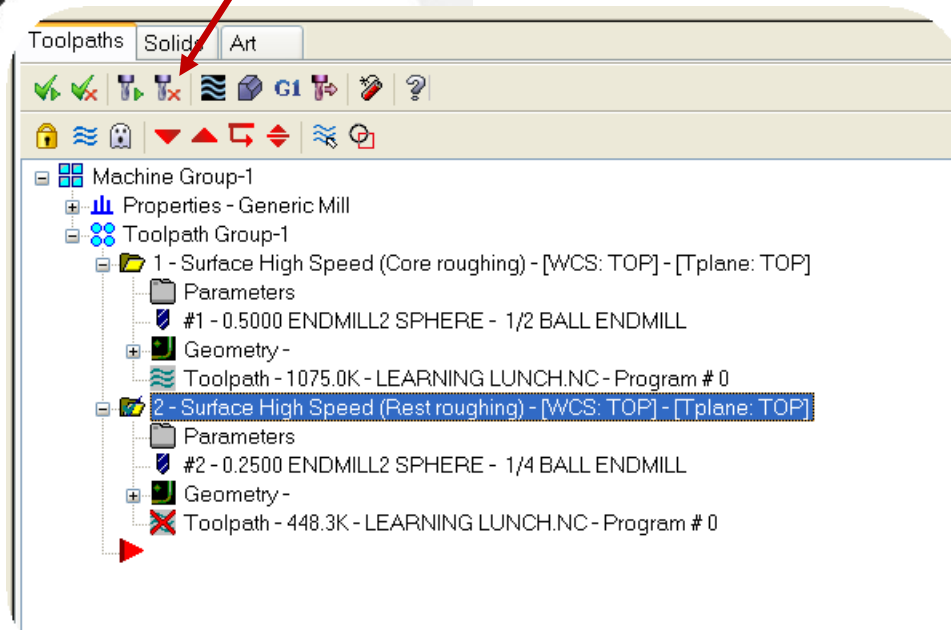 Toolpaths Solids Art
G1
Machine Group-1
Properties - Generic Mill
Toolpath Group-1
1 - Surface High Speed (Core roughing) - [WCS: TOP] - [Tplane: TOP]
Parameters
#1 - 0.5000 ENDMILL2 SPHERE - 1/2 BALL ENDMILL
Geometry -
Toolpath - 1075.0K - LEARNING LUNCH.NC - Program # 0
2 - Surface High Speed (Rest roughing) - [WCS: TOP] - [Tplane: TOP]
Parameters
#2 - 0.2500 ENDMILL2 SPHERE - 1/4 BALL ENDMILL
Geometry -
Toolpath - 448.3K - LEARNING LUNCH.NC - Program # 0